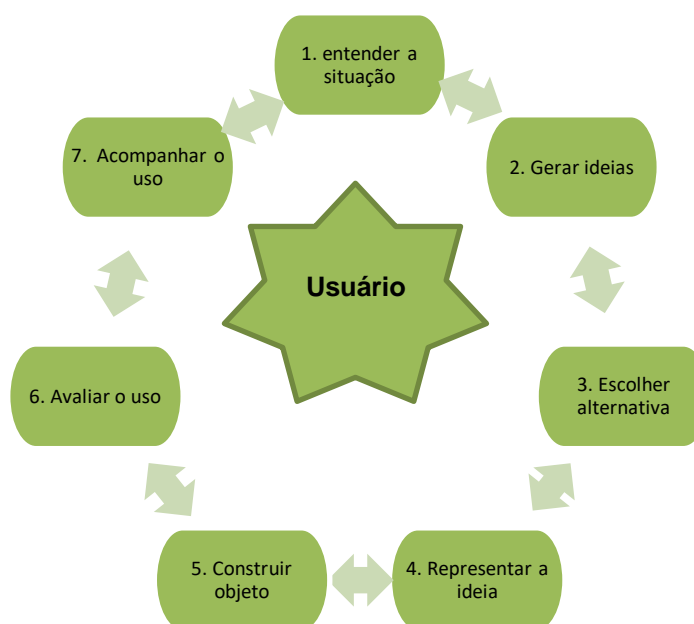 1. entender a
situação
2. Gerar ideias
3. Escolher
alternativa
4. Representar a
ideia
5. Construir
objeto
6. Avaliar o uso
7. Acompanhar o
uso
Usuário